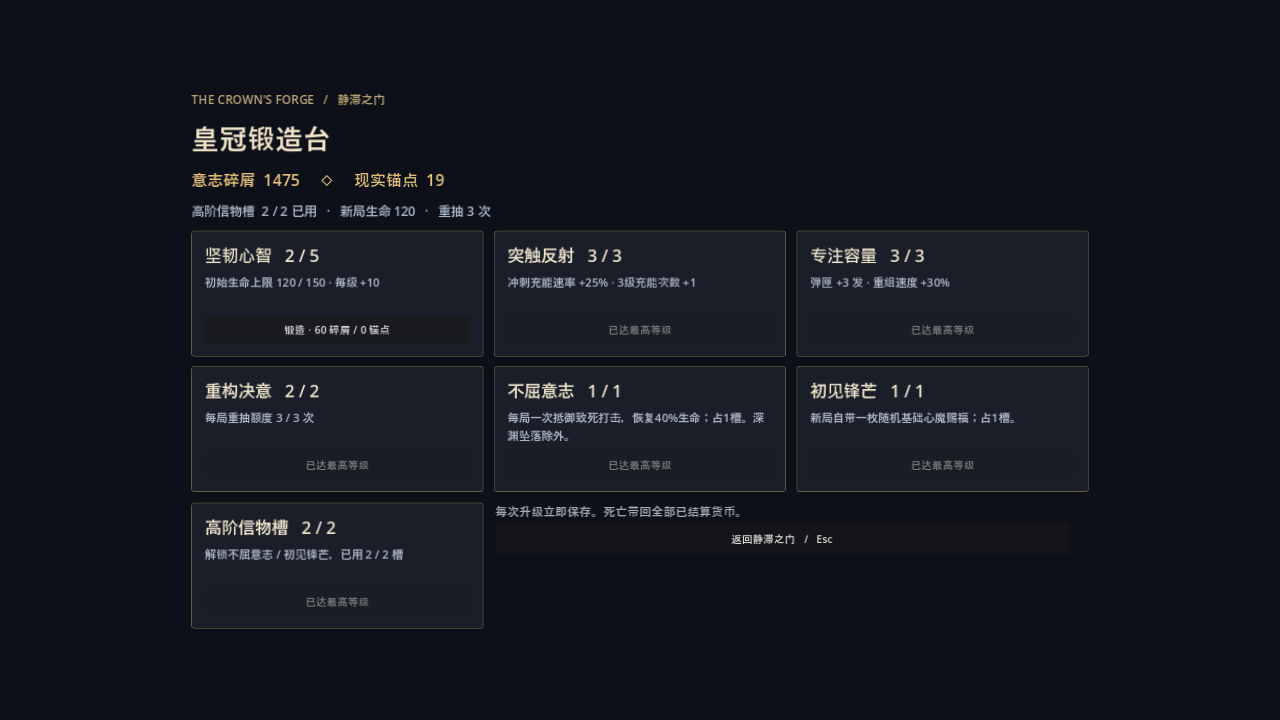 THE CROWN'S FORGE / 静滞之门
皇冠锻造台
意志碎屑 1475 ◇ 现实锚点 19
高阶信物槽 2 / 2 已用 · 新局生命 120 · 重抽 3 次
坚韧心智 2 / 5
初始生命上限 120 / 150 · 每级 +10
锻造 · 60 碎屑 / 0 锚点
突触反射 3 / 3
冲刺充能速率 +25% · 3级充能次数 +1
已达最高等级
专注容量 3 / 3
弹匣 +3 发 · 重组速度 +30%
已达最高等级
重构决意 2 / 2
每局重抽额度 3 / 3 次
已达最高等级
不屈意志 1 / 1
每局一次抵御致死打击，恢复40%生命；占1槽。深
渊坠落除外。
已达最高等级
初见锋芒 1 / 1
新局自带一枚随机基础心魔赐福；占1槽。
已达最高等级
高阶信物槽 2 / 2
解锁不屈意志 / 初见锋芒，已用 2 / 2 槽
已达最高等级
每次升级立即保存。死亡带回全部已结算货币。
返回静滞之门 / Esc